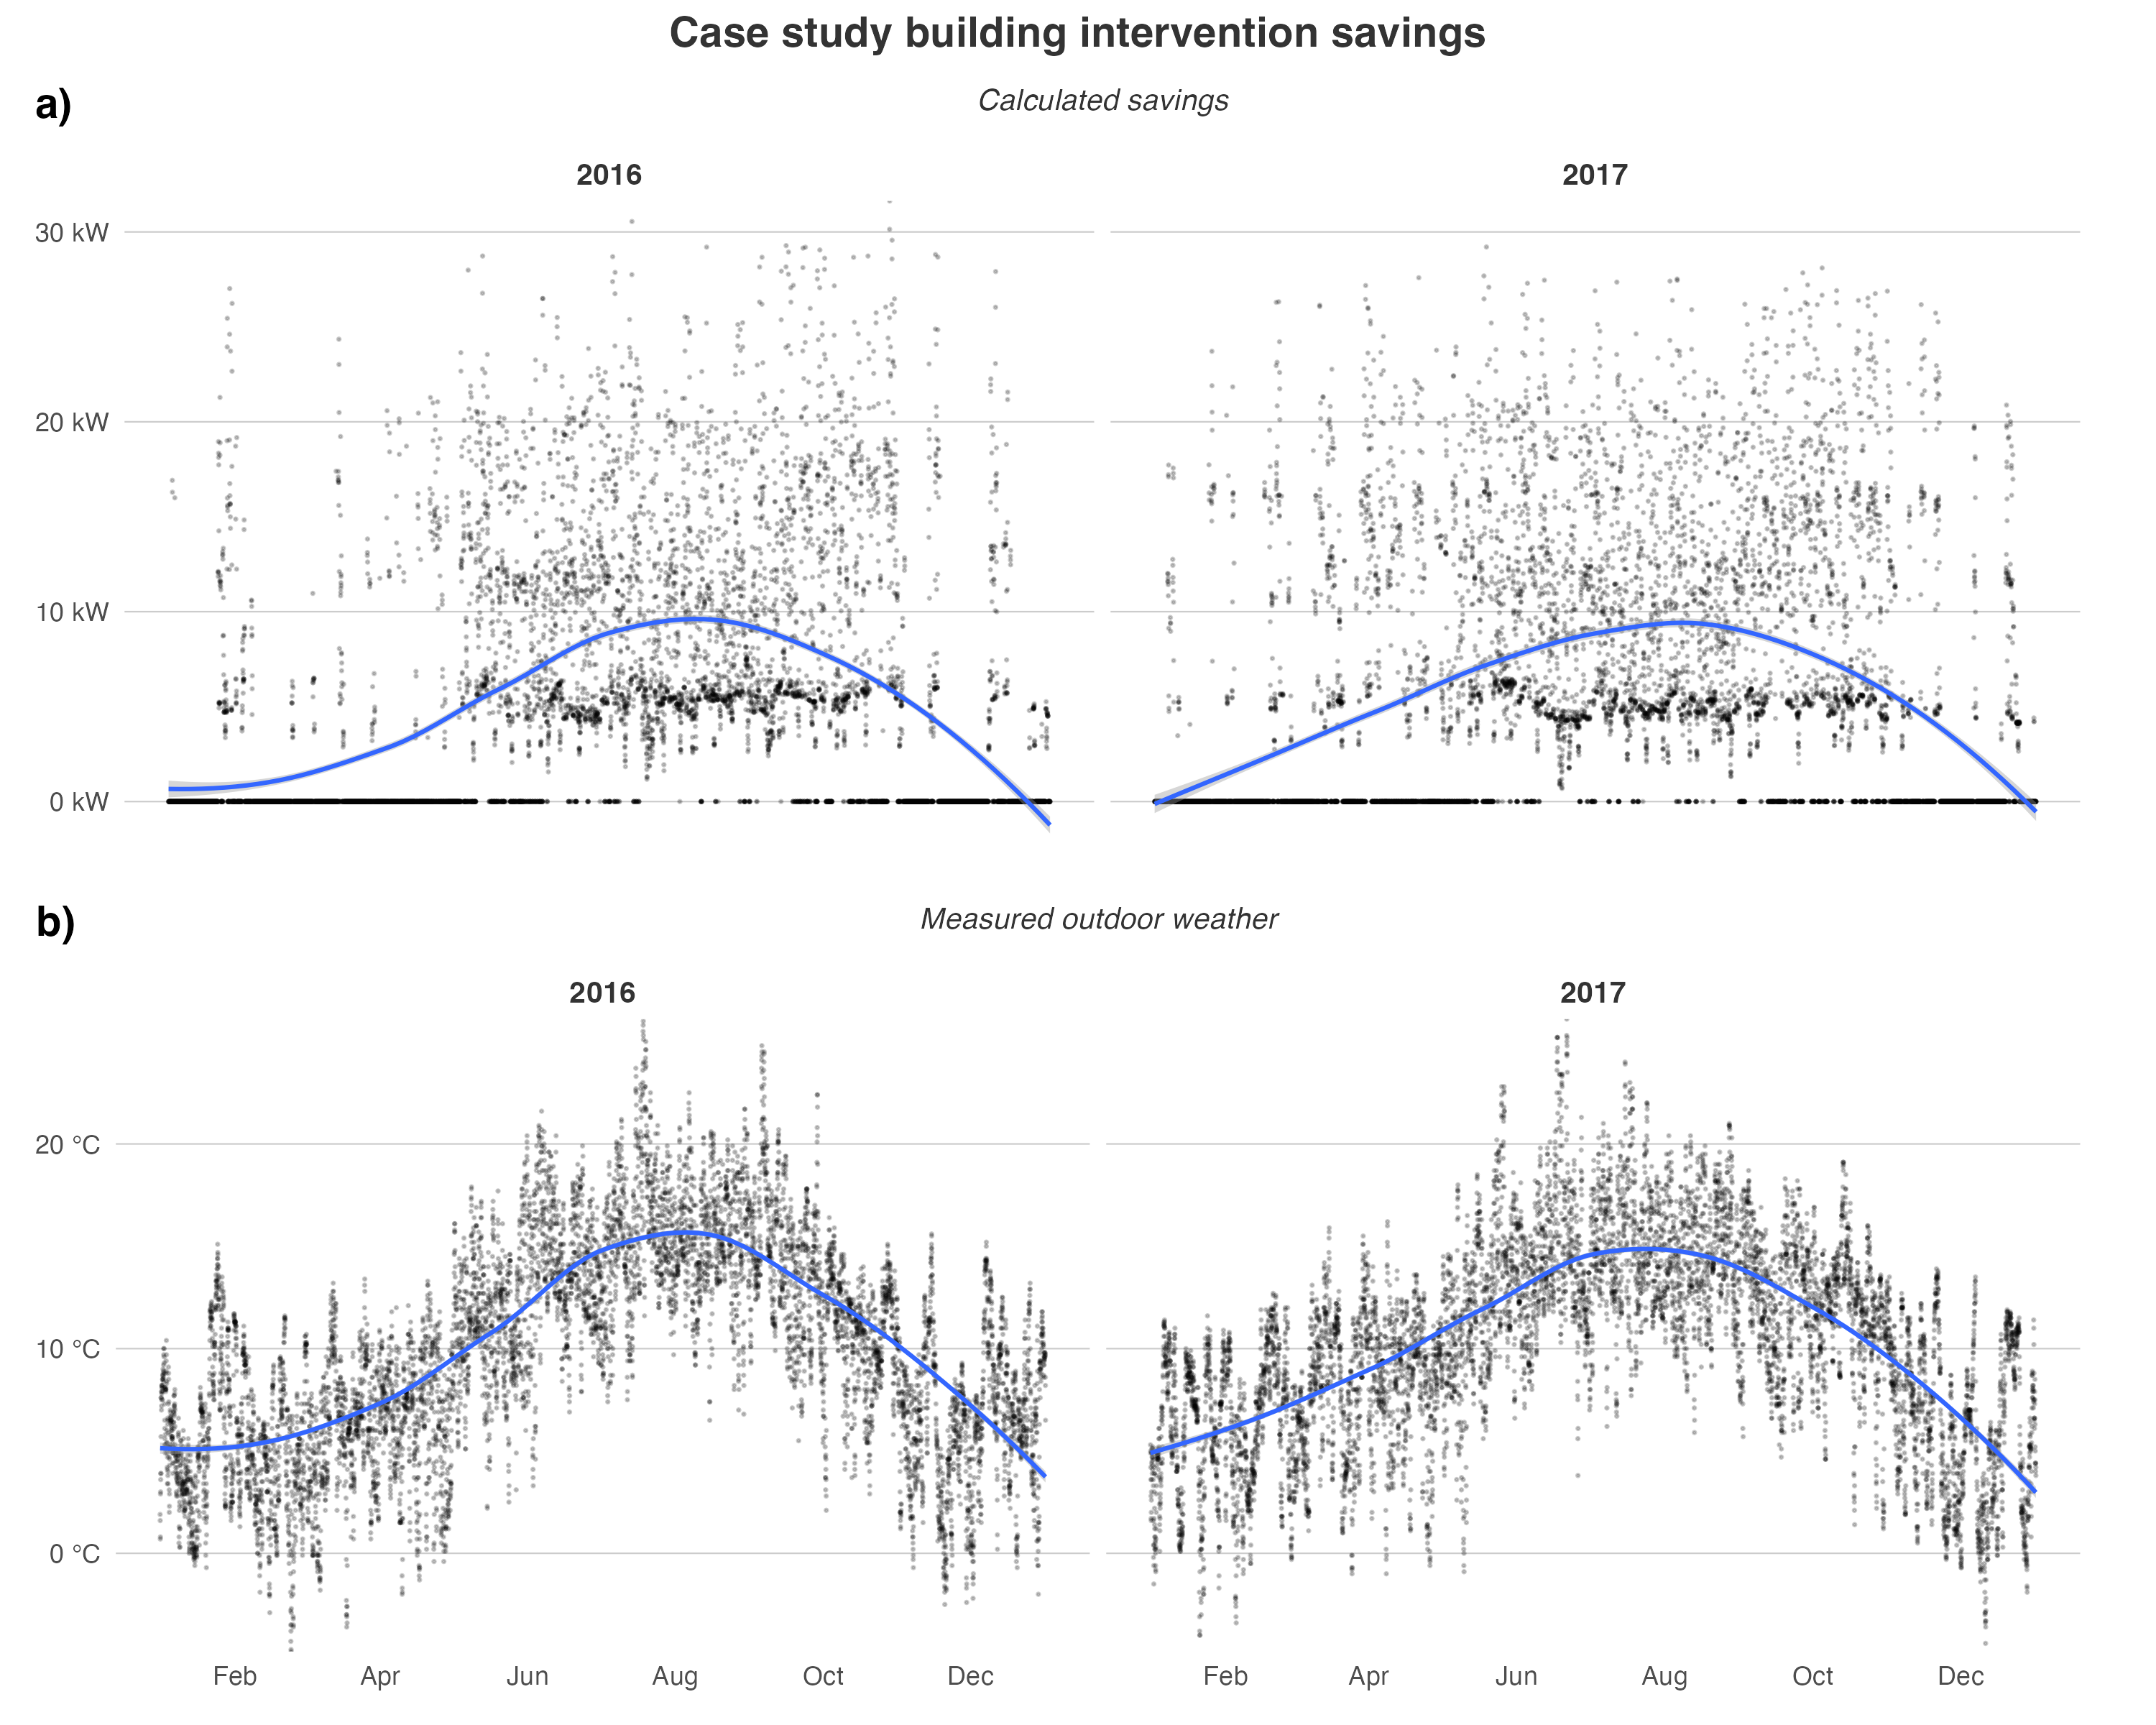 Case study building intervention savings
a)
Calculated savings
2016 2017
30 kW
20 kW
10 kW
0 kW
b)
Measured outdoor weather
2016 2017
20 °C
10 °C
0 °C
Feb Apr Jun Aug Oct Dec Feb Apr Jun Aug Oct Dec